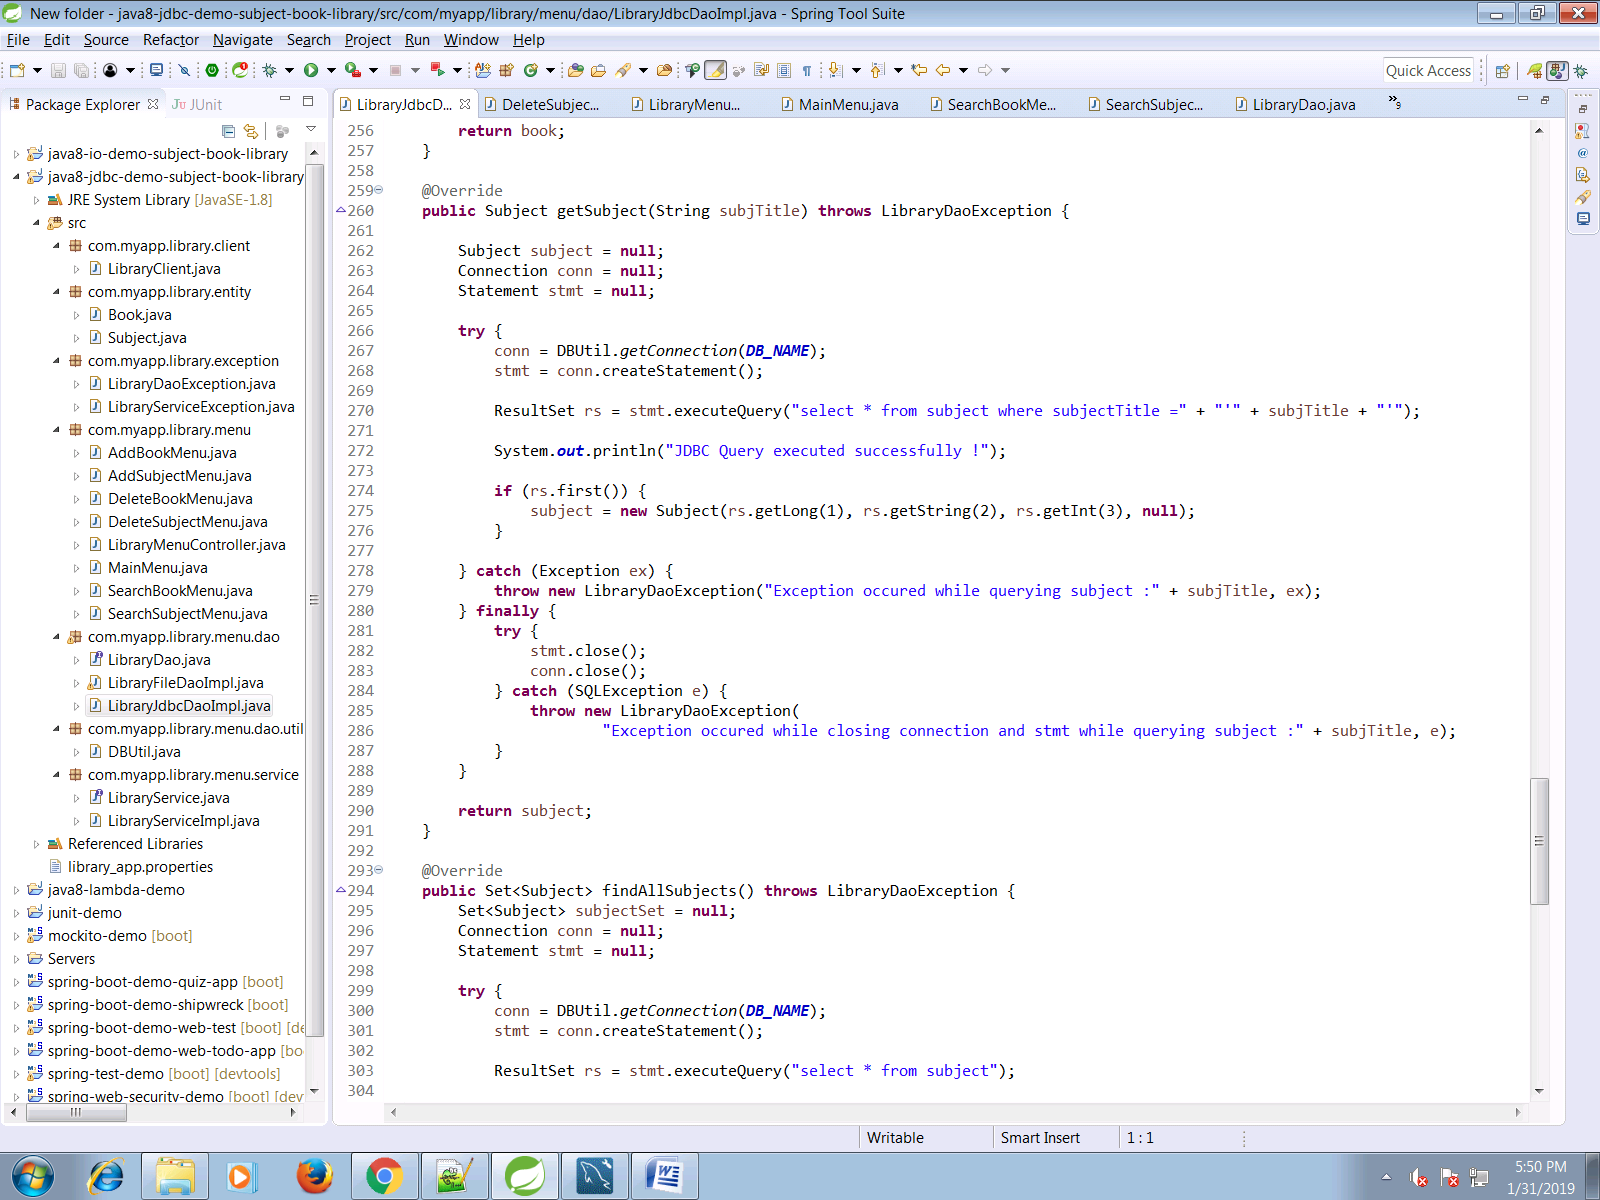 New folder - java8-jdbc-demo-subject-book-library/src/com/myapp/library/menu/dao/LibraryJdbcDaoImpl.java - Spring Tool Suite
File Edit Source Refactor Navigate Search Project Run Window Help
Quick Access
Package Explorer JUnit
LibraryJdbcD... DeleteSubjec... LibraryMenu... MainMenu.java SearchBookMe... SearchSubjec... LibraryDao.java »9
java8-io-demo-subject-book-library
java8-jdbc-demo-subject-book-library
JRE System Library [JavaSE-1.8]
src
com.myapp.library.client
LibraryClient.java
com.myapp.library.entity
Book.java
Subject.java
com.myapp.library.exception
LibraryDaoException.java
LibraryServiceException.java
com.myapp.library.menu
AddBookMenu.java
AddSubjectMenu.java
DeleteBookMenu.java
DeleteSubjectMenu.java
LibraryMenuController.java
MainMenu.java
SearchBookMenu.java
SearchSubjectMenu.java
com.myapp.library.menu.dao
LibraryDao.java
LibraryFileDaoImpl.java
LibraryJdbcDaoImpl.java
com.myapp.library.menu.dao.util
DBUtil.java
com.myapp.library.menu.service
LibraryService.java
LibraryServiceImpl.java
Referenced Libraries
library_app.properties
java8-lambda-demo
junit-demo
mockito-demo [boot]
Servers
spring-boot-demo-quiz-app [boot]
spring-boot-demo-shipwreck [boot]
spring-boot-demo-web-test [boot] [de
spring-boot-demo-web-todo-app [bo
spring-test-demo [boot] [devtools]
spring-web-security-demo [boot] [dev
256 return book;
257 }
258
259 @Override
260 public Subject getSubject(String subjTitle) throws LibraryDaoException {
261
262 Subject subject = null;
263 Connection conn = null;
264 Statement stmt = null;
265
266 try {
267 conn = DBUtil.getConnection(DB_NAME);
268 stmt = conn.createStatement();
269
270 ResultSet rs = stmt.executeQuery("select * from subject where subjectTitle =" + "'" + subjTitle + "'");
271
272 System.out.println("JDBC Query executed successfully !");
273
274 if (rs.first()) {
275 subject = new Subject(rs.getLong(1), rs.getString(2), rs.getInt(3), null);
276 }
277
278 } catch (Exception ex) {
279 throw new LibraryDaoException("Exception occured while querying subject :" + subjTitle, ex);
280 } finally {
281 try {
282 stmt.close();
283 conn.close();
284 } catch (SQLException e) {
285 throw new LibraryDaoException(
286 "Exception occured while closing connection and stmt while querying subject :" + subjTitle, e);
287 }
288 }
289
290 return subject;
291 }
292
293 @Override
294 public Set<Subject> findAllSubjects() throws LibraryDaoException {
295 Set<Subject> subjectSet = null;
296 Connection conn = null;
297 Statement stmt = null;
298
299 try {
300 conn = DBUtil.getConnection(DB_NAME);
301 stmt = conn.createStatement();
302
303 ResultSet rs = stmt.executeQuery("select * from subject");
304
Writable Smart Insert 1 : 1
5:50 PM
1/31/2019